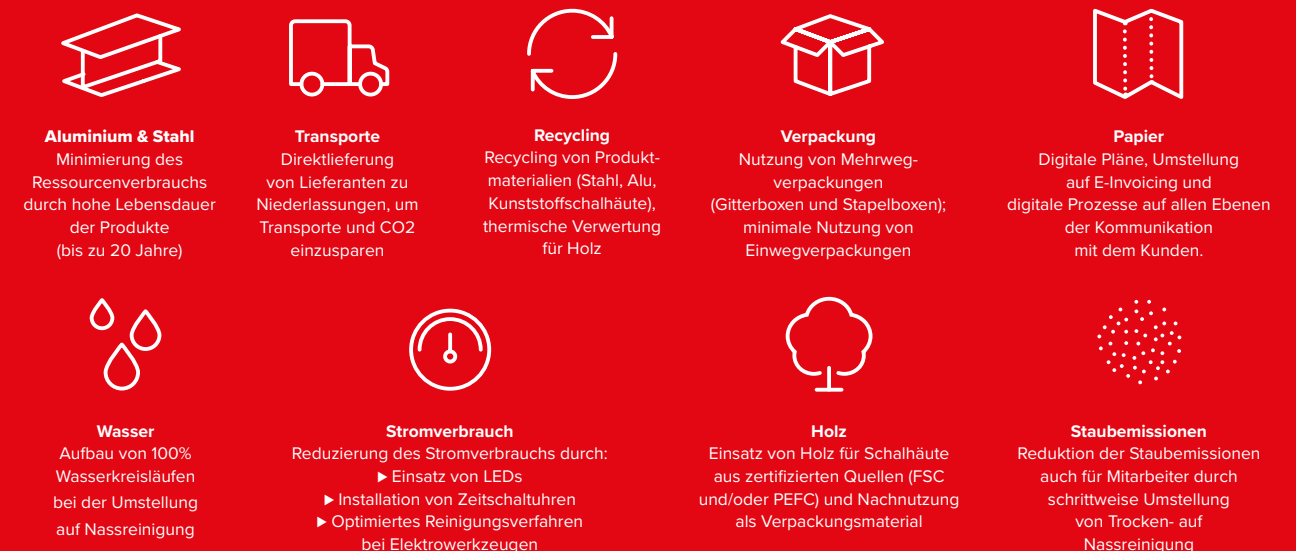 Aluminium & Stahl
Minimierung des
Ressourcenverbrauchs
durch hohe Lebensdauer
der Produkte
(bis zu 20 Jahre)
Transporte
Direktlieferung
von Lieferanten zu
Niederlassungen, um
Transporte und CO2
einzusparen
Recycling
Recycling von Produkt-
materialien (Stahl, Alu,
Kunststoffschalhäute),
thermische Verwertung
für Holz
Verpackung
Nutzung von Mehrweg-
verpackungen
(Gitterboxen und Stapelboxen);
minimale Nutzung von
Einwegverpackungen
Papier
Digitale Pläne, Umstellung
auf E-Invoicing und
digitale Prozesse auf allen Ebenen
der Kommunikation
mit dem Kunden.
Wasser
Aufbau von 100%
Wasserkreisläufen
bei der Umstellung
auf Nassreinigung
Stromverbrauch
Reduzierung des Stromverbrauchs durch:
▶ Einsatz von LEDs
▶ Installation von Zeitschaltuhren
▶ Optimiertes Reinigungsverfahren
bei Elektrowerkzeugen
Holz
Einsatz von Holz für Schalhäute
aus zertifizierten Quellen (FSC
und/oder PEFC) und Nachnutzung
als Verpackungsmaterial
Staubemissionen
Reduktion der Staubemissionen
auch für Mitarbeiter durch
schrittweise Umstellung
von Trocken- auf
Nassreinigung